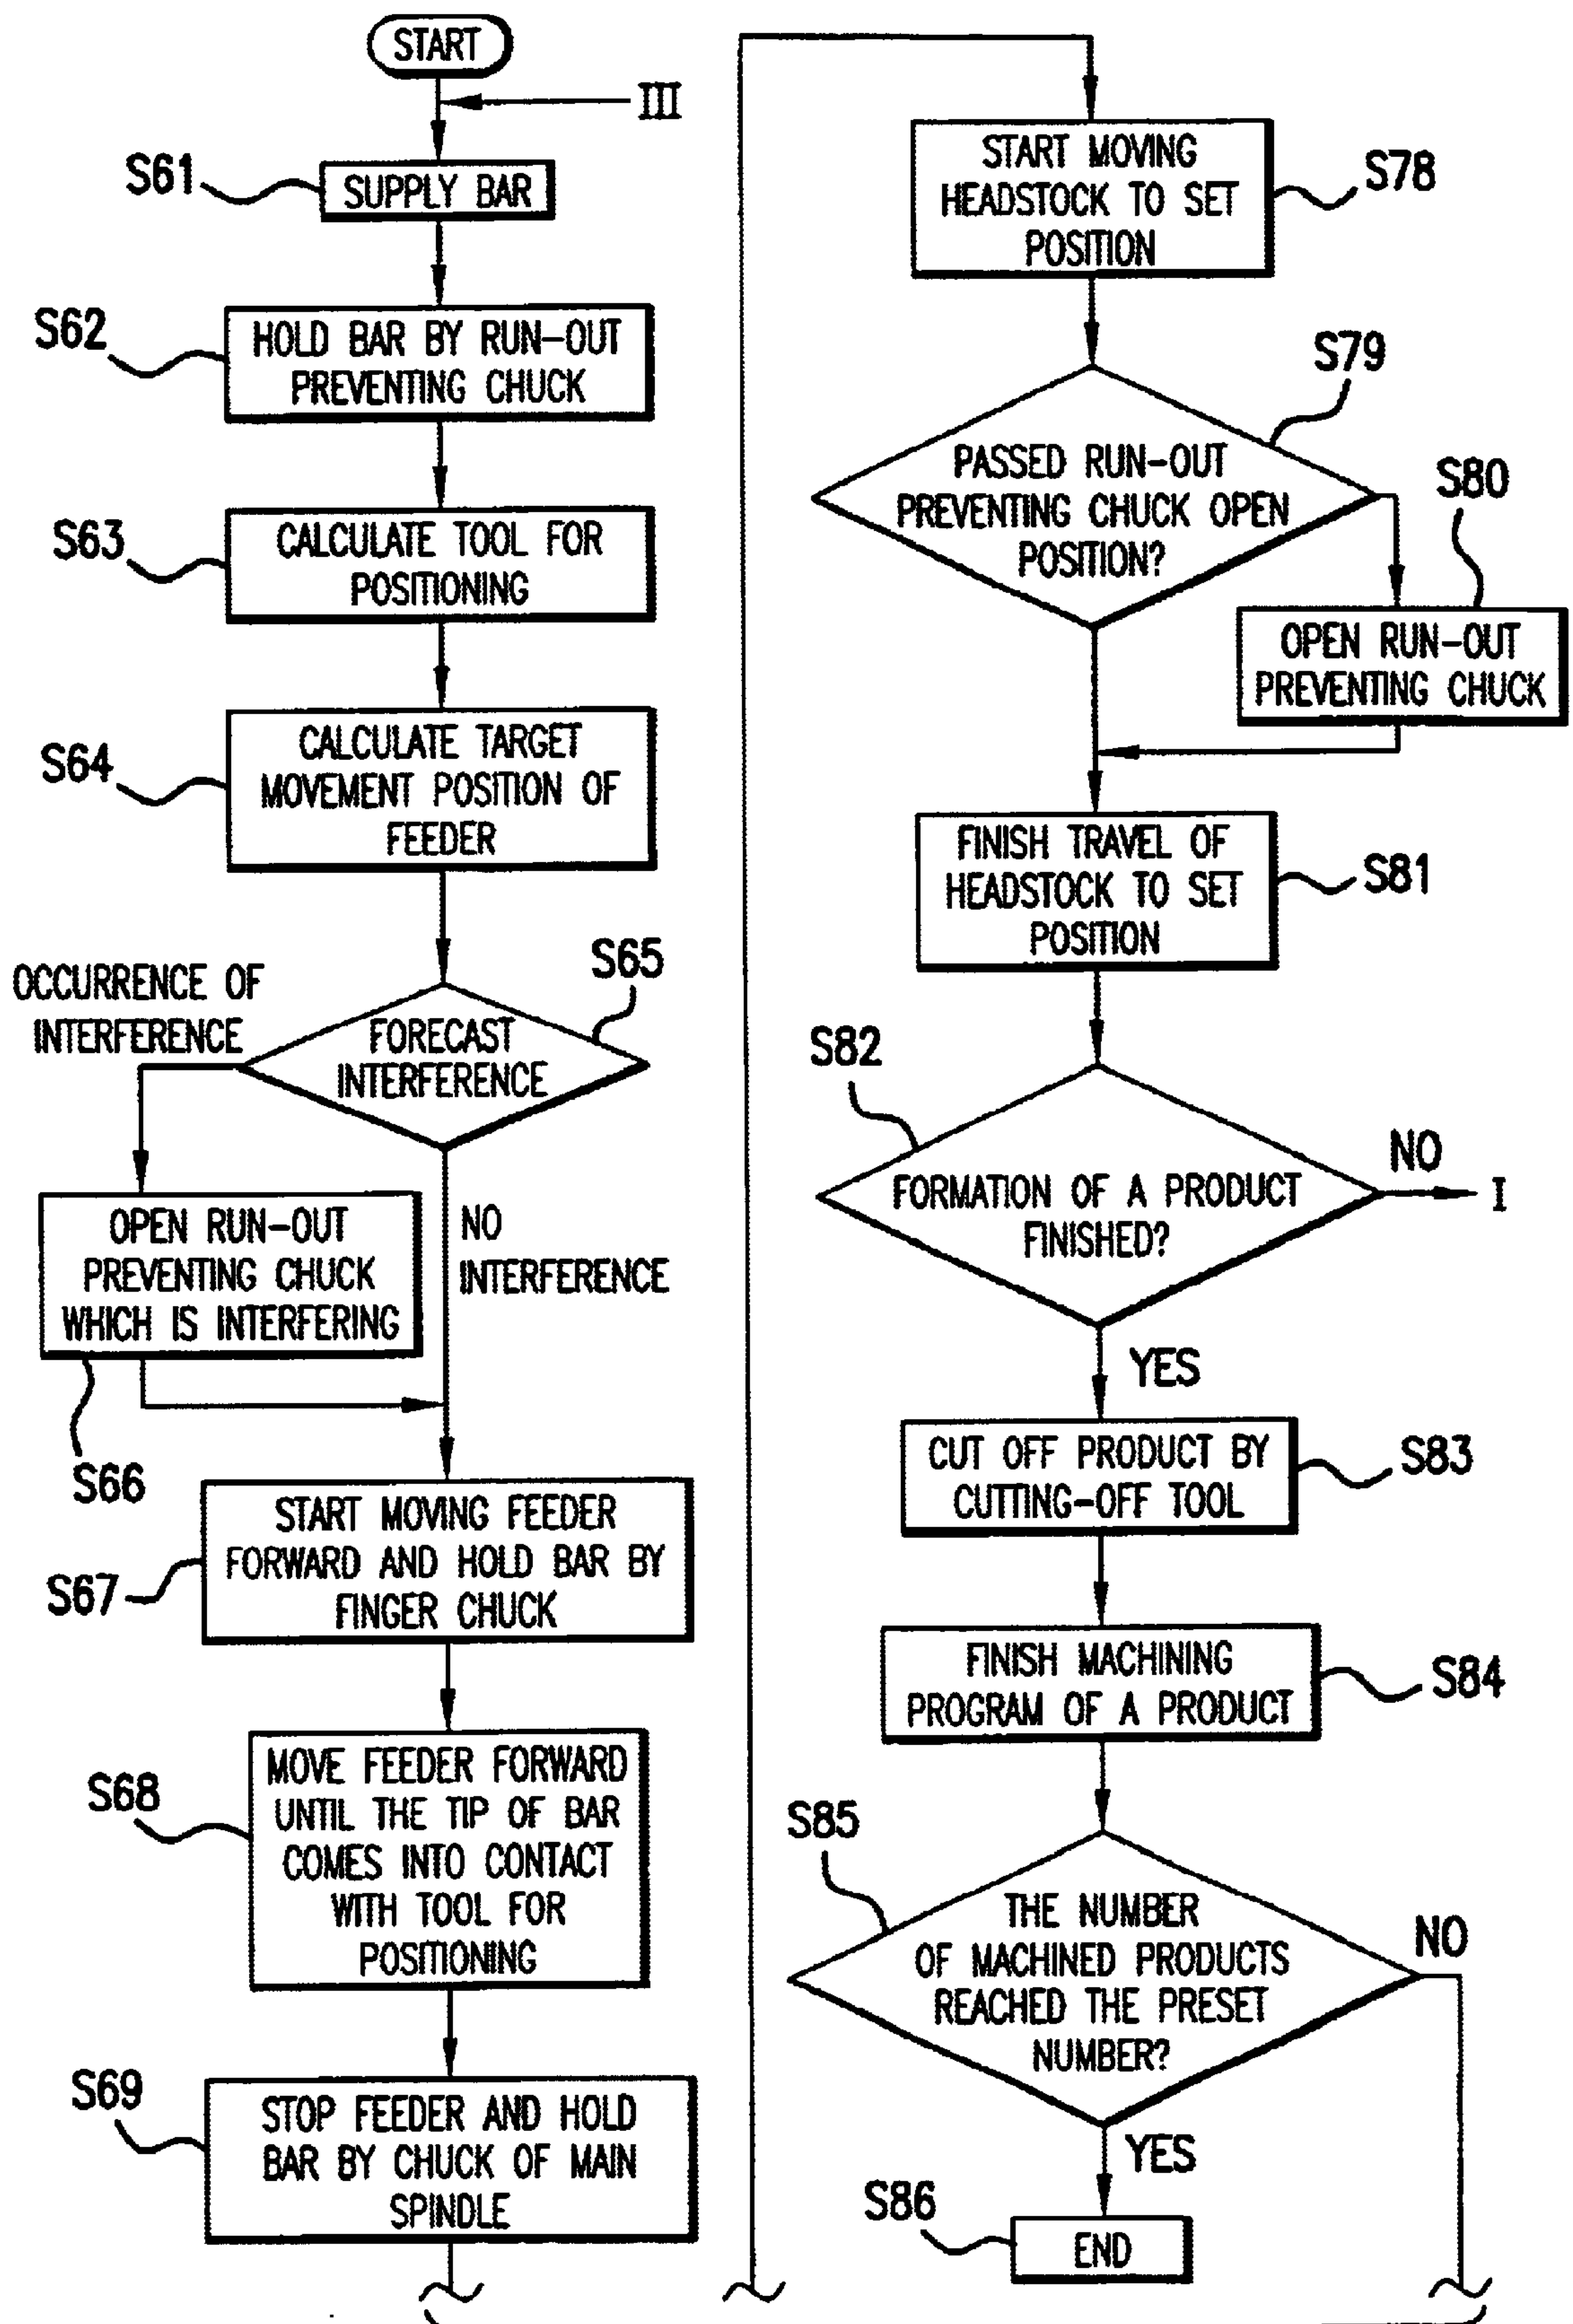 START
III
S61
SUPPLY BAR
S62
HOLD BAR BY RUN-OUT
PREVENTING CHUCK
S63
CALCULATE TOOL FOR
POSITIONING
S64
CALCULATE TARGET
MOVEMENT POSITION OF
FEEDER
S65
FORECAST
INTERFERENCE
OCCURRENCE OF
INTERFERENCE
NO
INTERFERENCE
OPEN RUN-OUT
PREVENTING CHUCK
WHICH IS INTERFERING
S66
START MOVING FEEDER
FORWARD AND HOLD BAR BY
FINGER CHUCK
S67
S68
MOVE FEEDER FORWARD
UNTIL THE TIP OF BAR
COMES INTO CONTACT
WITH TOOL FOR
POSITIONING
S69
STOP FEEDER AND HOLD
BAR BY CHUCK OF MAIN
SPINDLE
START MOVING
HEADSTOCK TO SET
POSITION
S78
S79
PASSED RUN-OUT
PREVENTING CHUCK OPEN
POSITION?
S80
OPEN RUN-OUT
PREVENTING CHUCK
FINISH TRAVEL OF
HEADSTOCK TO SET
POSITION
S81
S82
FORMATION OF A PRODUCT
FINISHED?
NO
I
YES
CUT OFF PRODUCT BY
CUTTING-OFF TOOL
S83
FINISH MACHINING
PROGRAM OF A PRODUCT
S84
S85
THE NUMBER
OF MACHINED PRODUCTS
REACHED THE PRESET
NUMBER?
NO
YES
S86
END